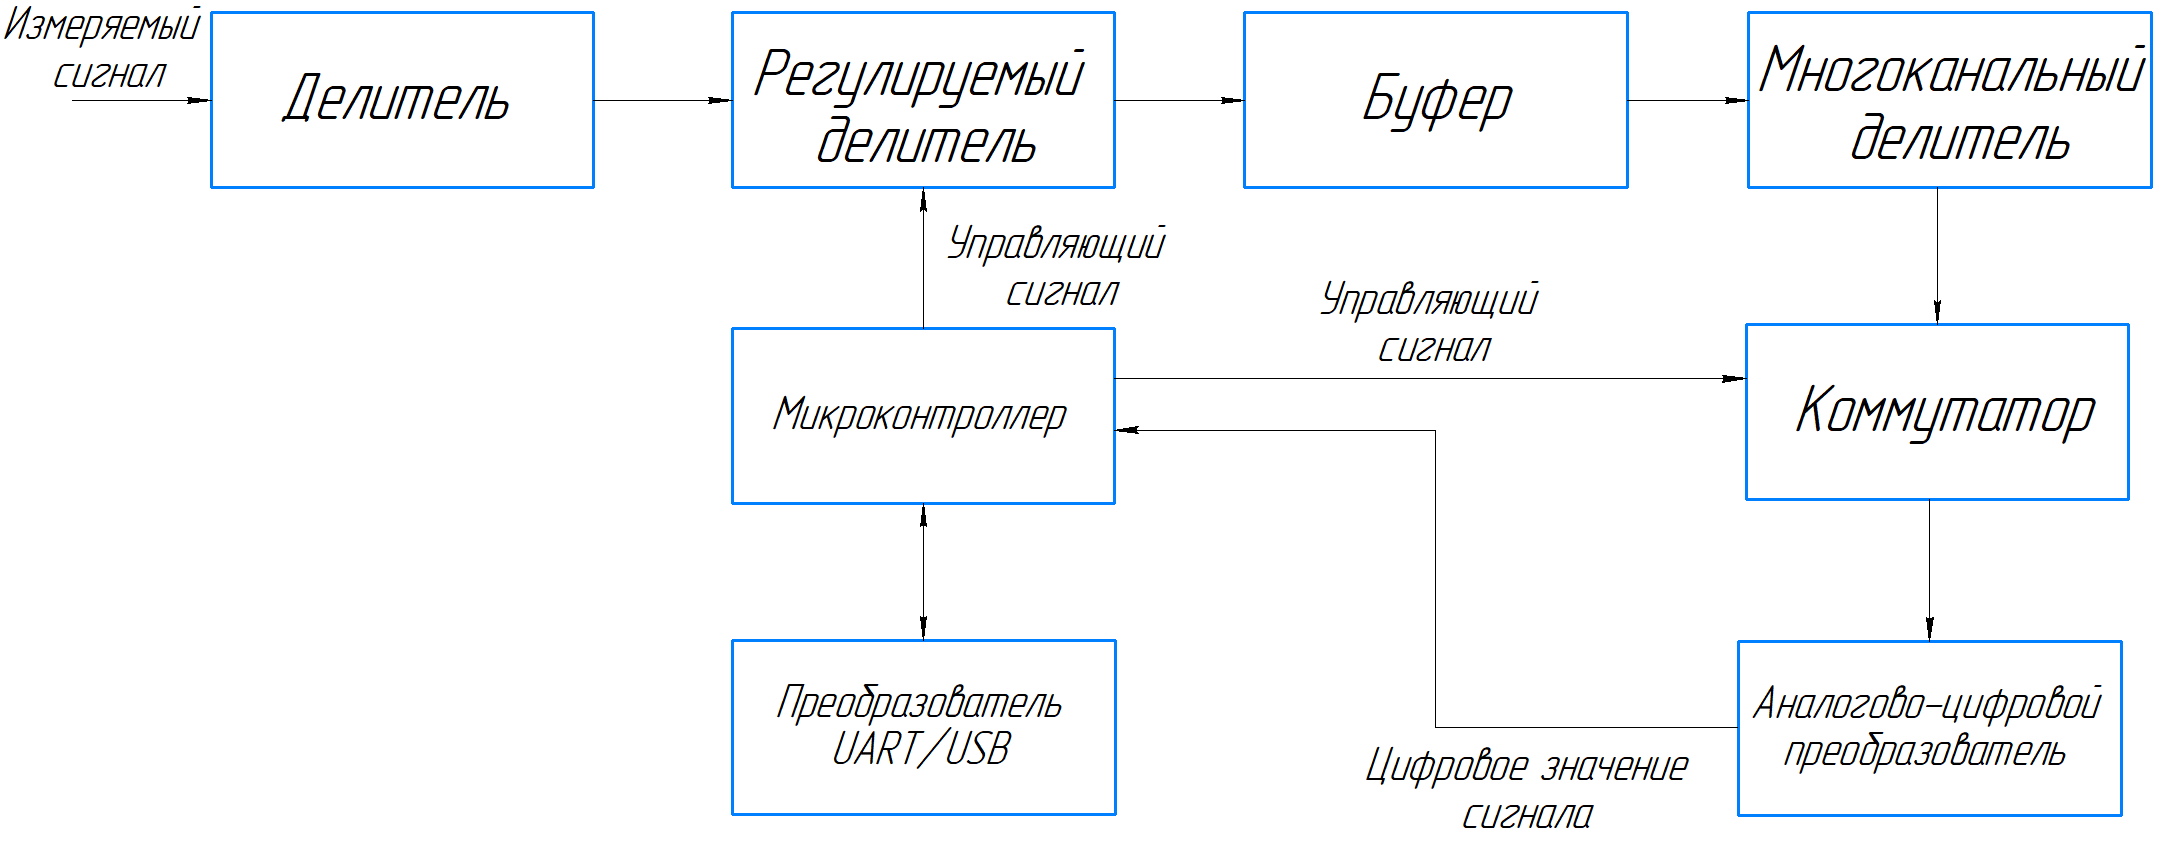 Измеряемый
сигнал
Делитель
Регулируемый
делитель
Буфер
Многоканальный
делитель
Управляющий
сигнал
Управляющий
сигнал
Микроконтроллер
Коммутатор
Преобразователь
UART/USB
Аналогово-цифровой
преобразователь
Цифровое значение
сигнала